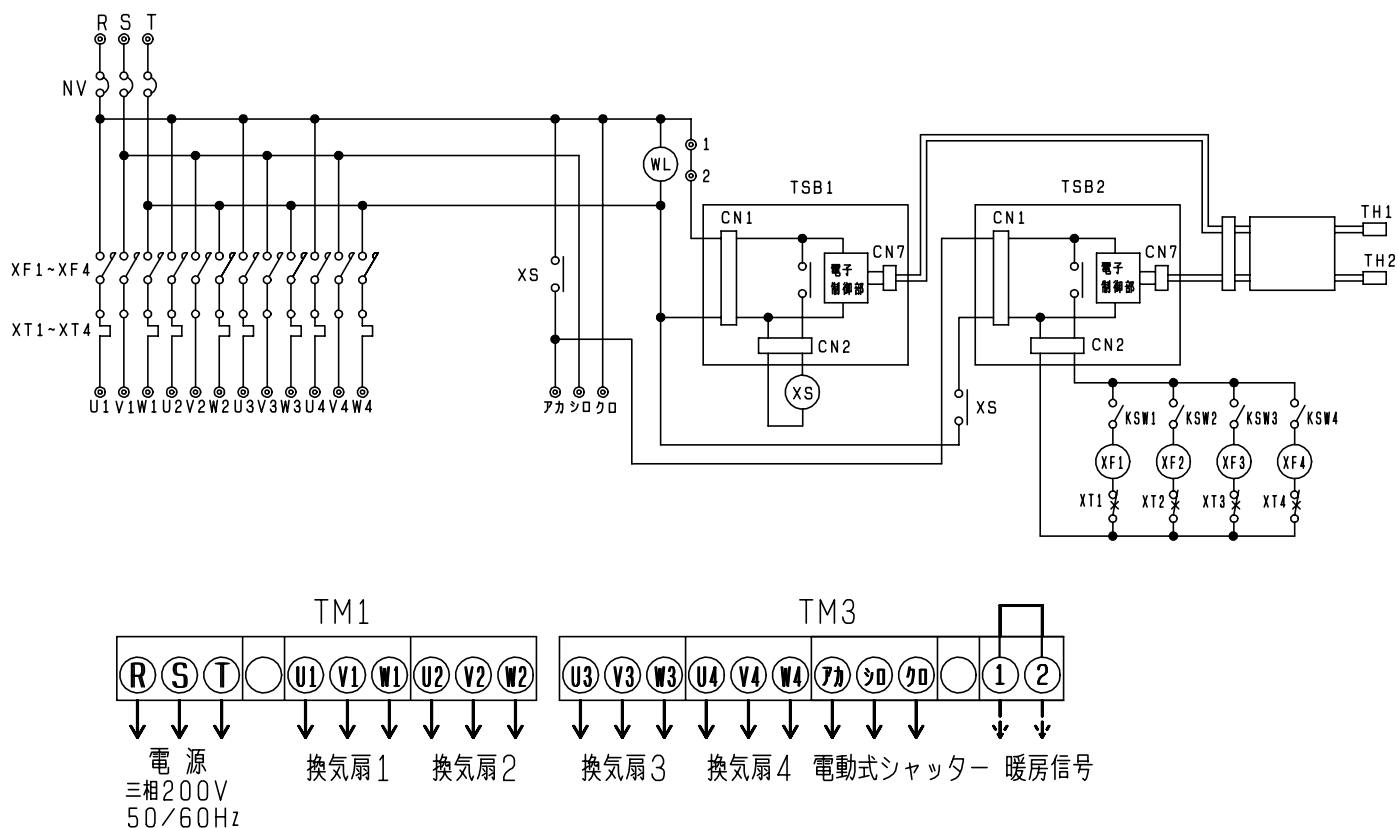 R S T
NV
WL
1
2
TSB1
TSB2
CN1
CN7
CN1
CN7
TH1
TH2
電子
制御部
電子
制御部
XF1~XF4
XS
XT1~XT4
CN2
CN2
XS
XS
U1 V1 W1 U2 V2 W2 U3 V3 W3 U4 V4 W4
アカ シロ クロ
KSW1 KSW2 KSW3 KSW4
XF1 XF2 XF3 XF4
XT1 XT2 XT3 XT4
TM1
TM3
R S T U1 V1 W1 U2 V2 W2
U3 V3 W3 U4 V4 W4 アカ シロ クロ 1 2
電源
三相200V
50/60Hz
換気扇1 換気扇2 換気扇3 換気扇4 電動式シャッター 暖房信号